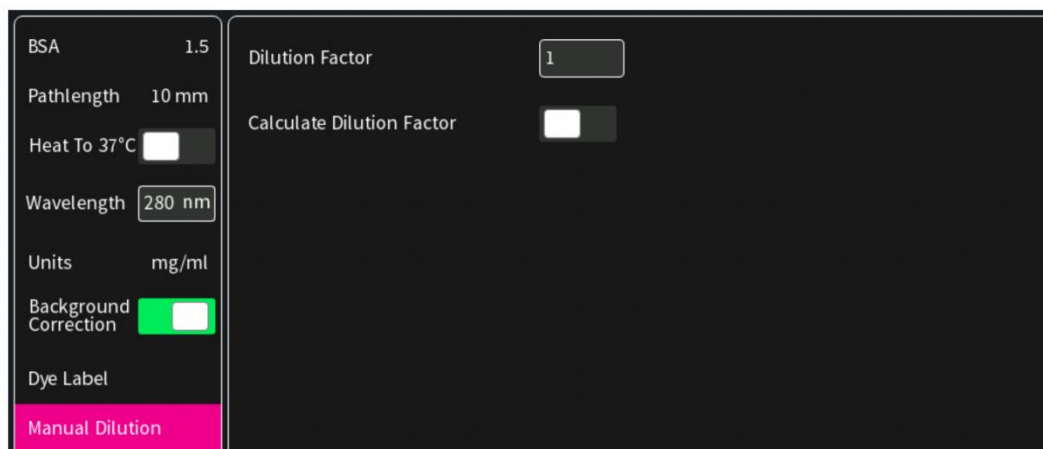 BSA 1.5
Pathlength 10 mm
Heat To 37°C
Wavelength 280 nm
Units mg/ml
Background
Correction
Dye Label
Manual Dilution
Dilution Factor 1
Calculate Dilution Factor